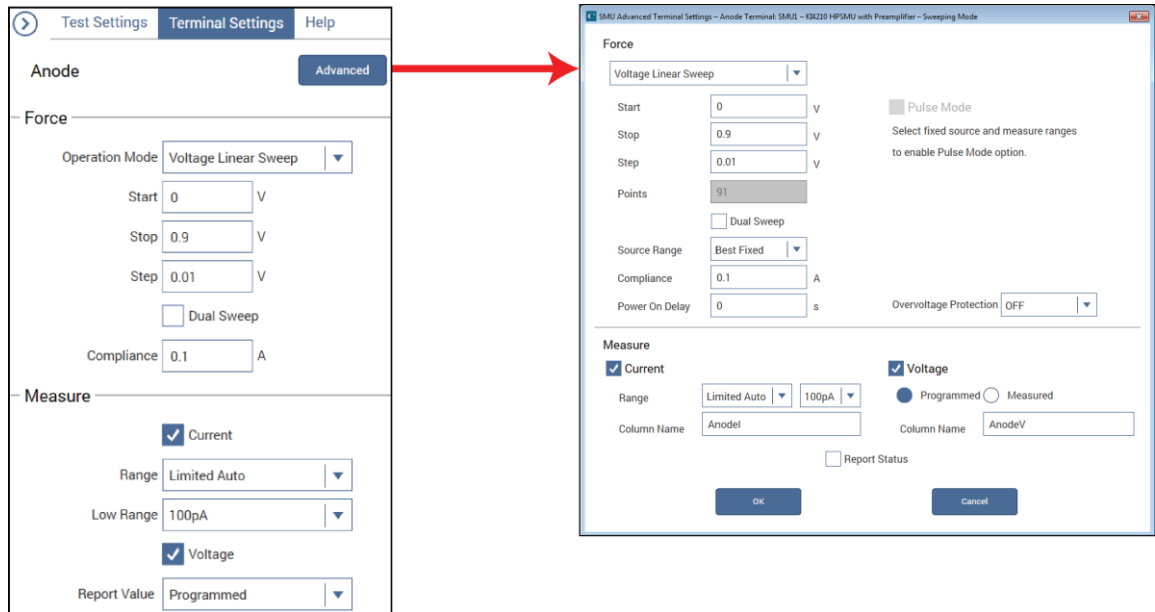 Test Settings Terminal Settings Help
Anode Advanced
Force
Operation Mode Voltage Linear Sweep
Start 0 V
Stop 0.9 V
Step 0.01 V
Dual Sweep
Compliance 0.1 A
Measure
Current
Range Limited Auto
Low Range 100pA
Voltage
Report Value Programmed
SMU Advanced Terminal Settings – Anode Terminal: SMU1 – KI4210 HPSMU with Preamplifier – Sweeping Mode
Force
Voltage Linear Sweep
Start 0 V Pulse Mode
Stop 0.9 V Select fixed source and measure ranges
Step 0.01 V to enable Pulse Mode option.
Points 91
Dual Sweep
Source Range Best Fixed
Compliance 0.1 A
Power On Delay 0 s Overvoltage Protection OFF
Measure
Current Voltage
Range Limited Auto 100pA Programmed Measured
Column Name AnodeI Column Name AnodeV
Report Status
OK Cancel